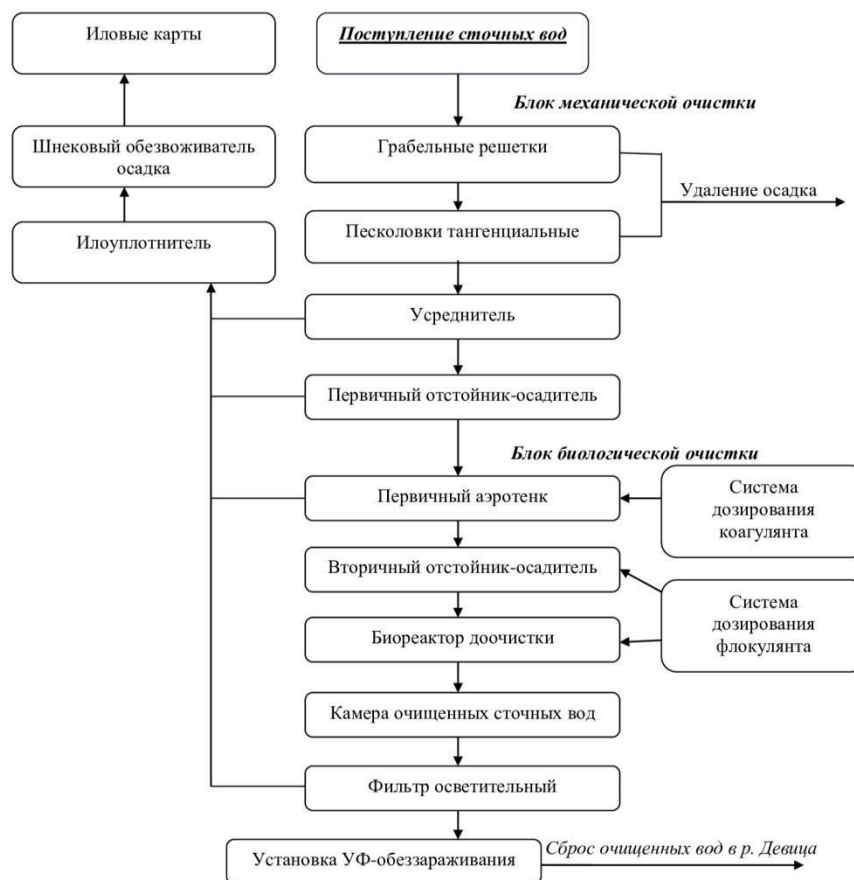 Иловые карты
Поступление сточных вод
Блок механической очистки
Шнековый обезвоживатель
осадка
Грабельные решетки
Удаление осадка
Илоуплотнитель
Песколовки тангенциальные
Усреднитель
Первичный отстойник-осадитель
Блок биологической очистки
Первичный аэротенк
Система
дозирования
коагулянта
Вторичный отстойник-осадитель
Система
дозирования
флокулянта
Биореактор доочистки
Камера очищенных сточных вод
Фильтр осветительный
Установка УФ-обеззараживания
Сброс очищенных вод в р. Девица